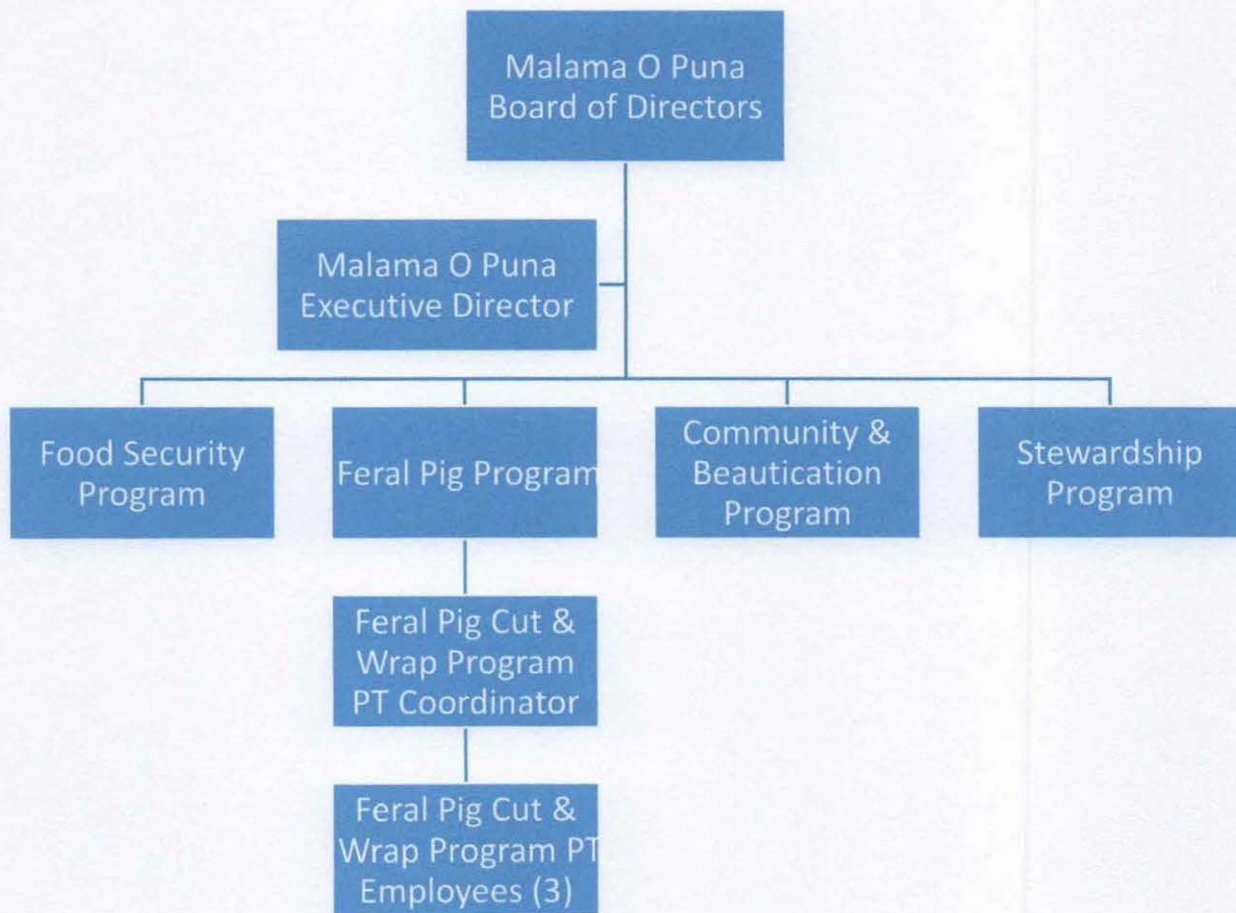 Malama O Puna
Board of Directors
Malama O Puna
Executive Director
Food Security
Program
Feral Pig Program
Community &
Beautication
Program
Stewardship
Program
Feral Pig Cut &
Wrap Program
PT Coordinator
Feral Pig Cut &
Wrap Program PT
Employees (3)